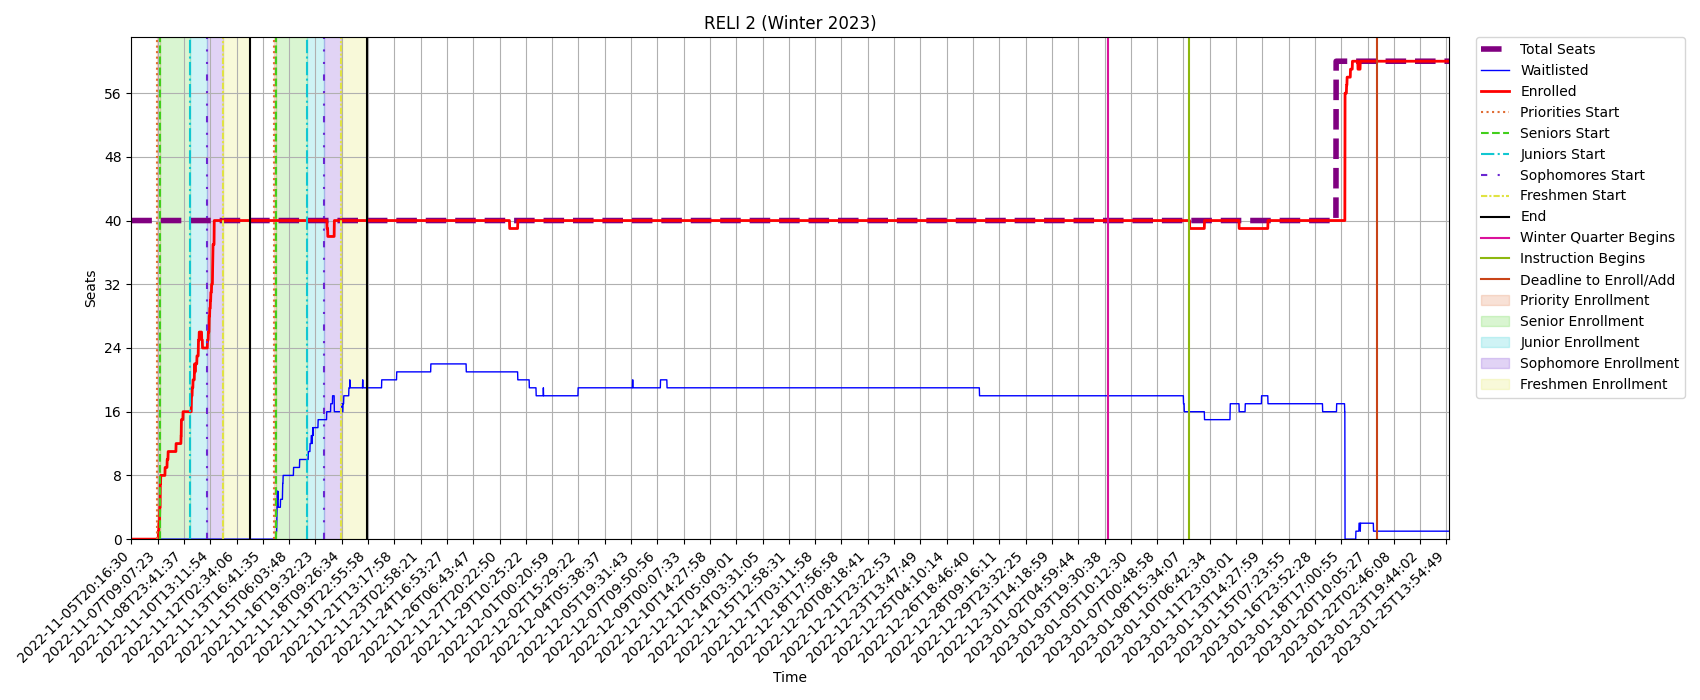 RELI 2 (Winter 2023)
Total Seats
Waitlisted
Enrolled
Priorities Start
Seniors Start
Juniors Start
Sophomores Start
Freshmen Start
End
Winter Quarter Begins
Instruction Begins
Deadline to Enroll/Add
Priority Enrollment
Senior Enrollment
Junior Enrollment
Sophomore Enrollment
Freshmen Enrollment
Seats
56
48
40
32
24
16
8
0
2022-11-05T20:16:30
2022-11-07T09:07:23
2022-11-08T23:41:37
2022-11-10T13:11:54
2022-11-12T02:34:06
2022-11-13T16:41:35
2022-11-15T06:03:48
2022-11-16T19:32:23
2022-11-18T09:26:34
2022-11-19T22:55:58
2022-11-21T13:17:58
2022-11-23T02:58:21
2022-11-24T16:53:27
2022-11-26T06:43:47
2022-11-27T20:22:50
2022-11-29T10:25:22
2022-12-01T00:20:59
2022-12-02T15:29:22
2022-12-04T05:38:37
2022-12-05T19:31:43
2022-12-07T09:50:56
2022-12-09T00:07:33
2022-12-10T14:27:58
2022-12-12T05:09:01
2022-12-14T03:31:05
2022-12-15T12:58:31
2022-12-17T03:11:58
2022-12-18T17:56:58
2022-12-20T08:18:41
2022-12-21T23:22:53
2022-12-23T13:47:49
2022-12-25T04:10:14
2022-12-26T18:46:40
2022-12-28T09:16:11
2022-12-29T23:32:25
2022-12-31T14:18:59
2023-01-02T04:59:44
2023-01-03T19:30:38
2023-01-05T10:12:30
2023-01-07T00:48:58
2023-01-08T15:34:07
2023-01-10T06:42:34
2023-01-11T23:03:01
2023-01-13T14:27:59
2023-01-15T07:23:55
2023-01-16T23:52:28
2023-01-18T17:00:55
2023-01-20T10:05:27
2023-01-22T02:46:08
2023-01-23T19:44:02
2023-01-25T13:54:49
Time